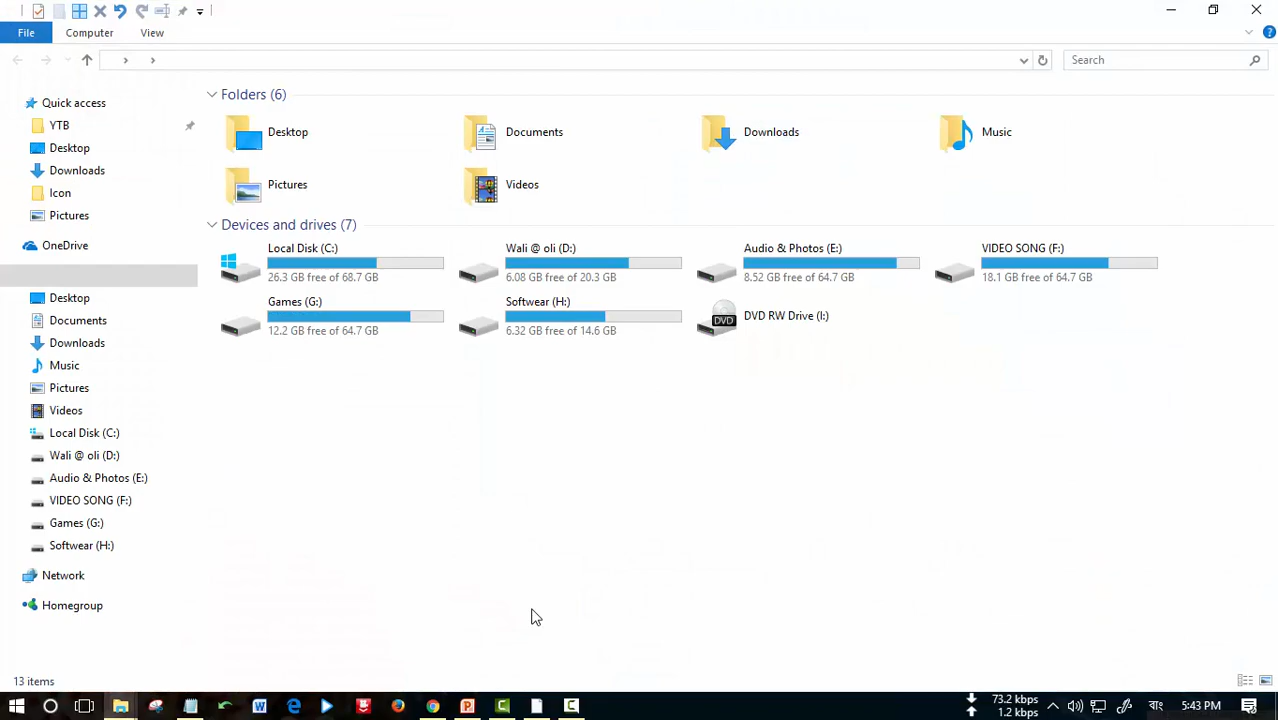 File Computer View
Search
Quick access
YTB
Desktop
Downloads
Icon
Pictures
OneDrive
Desktop
Documents
Downloads
Music
Pictures
Videos
Local Disk (C:)
Wali @ oli (D:)
Audio & Photos (E:)
VIDEO SONG (F:)
Games (G:)
Softwear (H:)
Network
Homegroup
Folders (6)
Desktop Documents Downloads Music
Pictures Videos
Devices and drives (7)
Local Disk (C:) Wali @ oli (D:) Audio & Photos (E:) VIDEO SONG (F:)
26.3 GB free of 68.7 GB 6.08 GB free of 20.3 GB 8.52 GB free of 64.7 GB 18.1 GB free of 64.7 GB
Games (G:) Softwear (H:) DVD RW Drive (I:)
DVD
12.2 GB free of 64.7 GB 6.32 GB free of 14.6 GB
13 items
73.2 kbps
1.2 kbps
বাং
5:43 PM